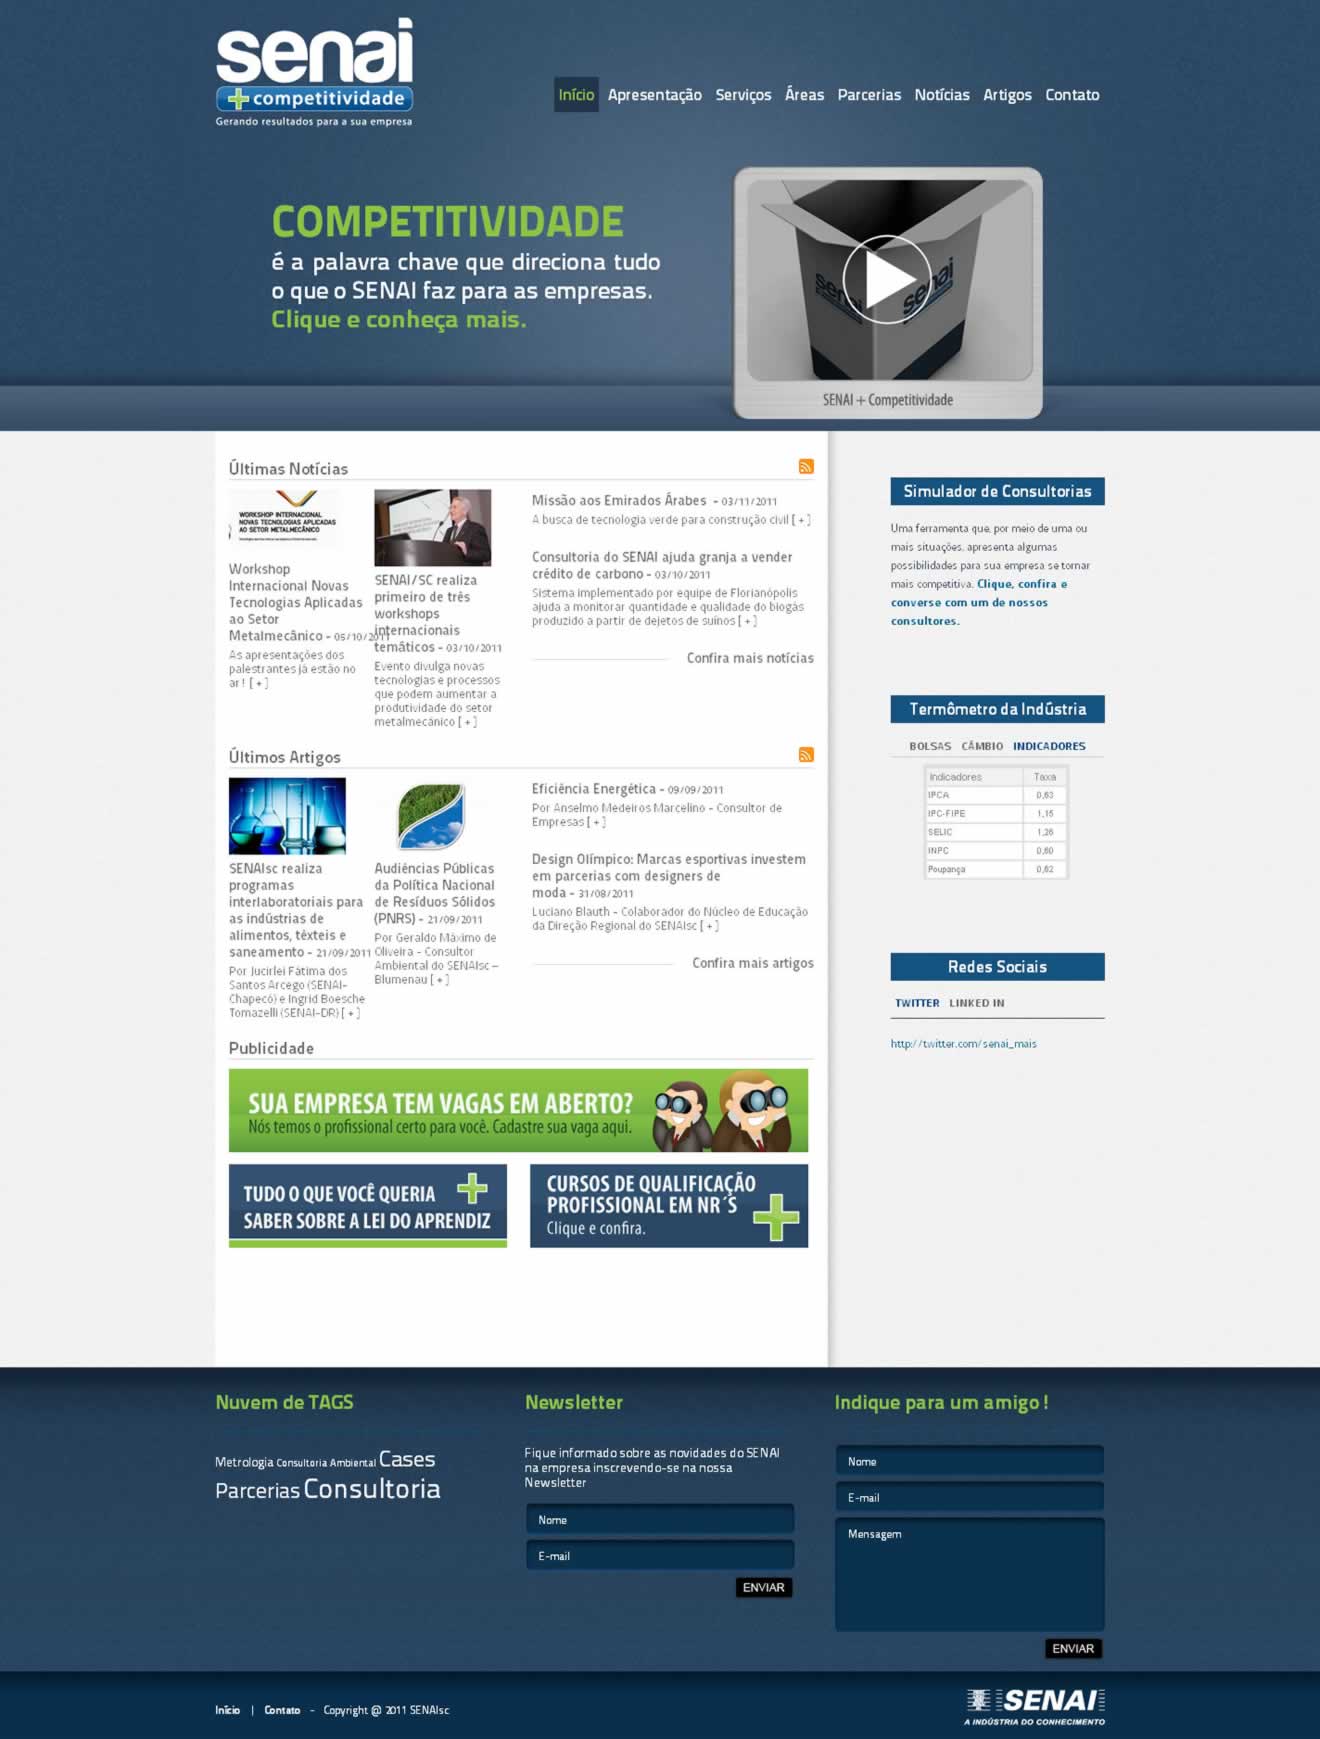 senai
+competitividade
Gerando resultados para a sua empresa
Início Apresentação Serviços Áreas Parcerias Notícias Artigos Contato
COMPETITIVIDADE
é a palavra chave que direciona tudo
o que o SENAI faz para as empresas.
Clique e conheça mais.
senai senai
SENAI + Competitividade
Últimas Notícias
WORKSHOP INTERNACIONAL
NOVAS TECNOLOGIAS APLICADAS
AO SETOR METALMECÂNICO
Workshop
Internacional Novas
Tecnologias Aplicadas
ao Setor
Metalmecânico - 05/10/2011
As apresentações dos
palestrantes já estão no
ar! [ + ]
SENAI/SC realiza
primeiro de três
workshops
internacionais
temáticos - 03/10/2011
Evento divulga novas
tecnologias e processos
que podem aumentar a
produtividade do setor
metalmecânico [ + ]
Missão aos Emirados Árabes - 03/11/2011
A busca de tecnologia verde para construção civil [ + ]
Consultoria do SENAI ajuda granja a vender
crédito de carbono - 03/10/2011
Sistema implementado por equipe de Florianópolis
ajuda a monitorar quantidade e qualidade do biogás
produzido a partir de dejetos de suínos [ + ]
Confira mais notícias
Últimos Artigos
SENAIsc realiza
programas
interlaboratoriais para
as indústrias de
alimentos, têxteis e
saneamento - 21/09/2011
Por Jucirlei Fátima dos
Santos Arcego (SENAI-
Chapecó) e Ingrid Boesche
Tomazelli (SENAI-DR) [ + ]
Audiências Públicas
da Política Nacional
de Resíduos Sólidos
(PNRS) - 21/09/2011
Por Geraldo Máximo de
Oliveira - Consultor
Ambiental do SENAIsc –
Blumenau [ + ]
Eficiência Energética - 09/09/2011
Por Anselmo Medeiros Marcelino - Consultor de
Empresas [ + ]
Design Olímpico: Marcas esportivas investem
em parcerias com designers de
moda - 31/08/2011
Luciano Blauth - Colaborador do Núcleo de Educação
da Direção Regional do SENAIsc [ + ]
Confira mais artigos
Publicidade
SUA EMPRESA TEM VAGAS EM ABERTO?
Nós temos o profissional certo para você. Cadastre sua vaga aqui.
TUDO O QUE VOCÊ QUERIA
SABER SOBRE A LEI DO APRENDIZ
CURSOS DE QUALIFICAÇÃO
PROFISSIONAL EM NR´S
Clique e confira.
Simulador de Consultorias
Uma ferramenta que, por meio de uma ou
mais situações, apresenta algumas
possibilidades para sua empresa se tornar
mais competitiva. Clique, confira e
converse com um de nossos
consultores.
Termômetro da Indústria
BOLSAS CÂMBIO INDICADORES
Indicadores Taxa
IPCA 0,63
IPC-FIPE 1,15
SELIC 1,26
INPC 0,60
Poupança 0,62
Redes Sociais
TWITTER LINKED IN
http://twitter.com/senai_mais
Nuvem de TAGS
Metrologia Consultoria Ambiental Cases
Parcerias Consultoria
Newsletter
Fique informado sobre as novidades do SENAI
na empresa inscrevendo-se na nossa
Newsletter
Nome
E-mail
ENVIAR
Indique para um amigo !
Nome
E-mail
Mensagem
ENVIAR
Início | Contato - Copyright @ 2011 SENAIsc
SENAI
A INDÚSTRIA DO CONHECIMENTO